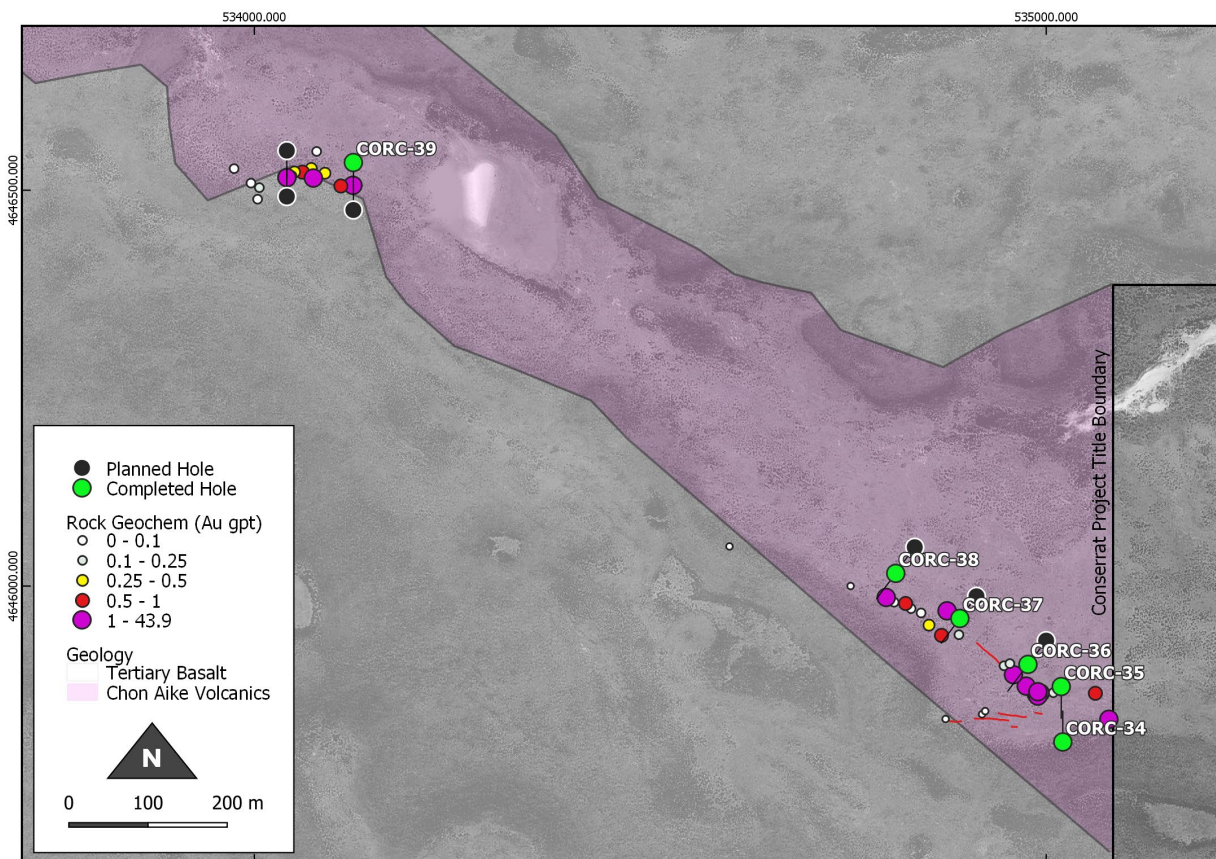 534000.000
535000.000
4646500.000
4646000.000
CORC-39
Conserrat Project Title Boundary
CORC-38
CORC-37
CORC-36
CORC-35
CORC-34
Planned Hole
Completed Hole
Rock Geochem (Au gpt)
0 - 0.1
0.1 - 0.25
0.25 - 0.5
0.5 - 1
1 - 43.9
Geology
Tertiary Basalt
Chon Aike Volcanics
N
0 100 200 m